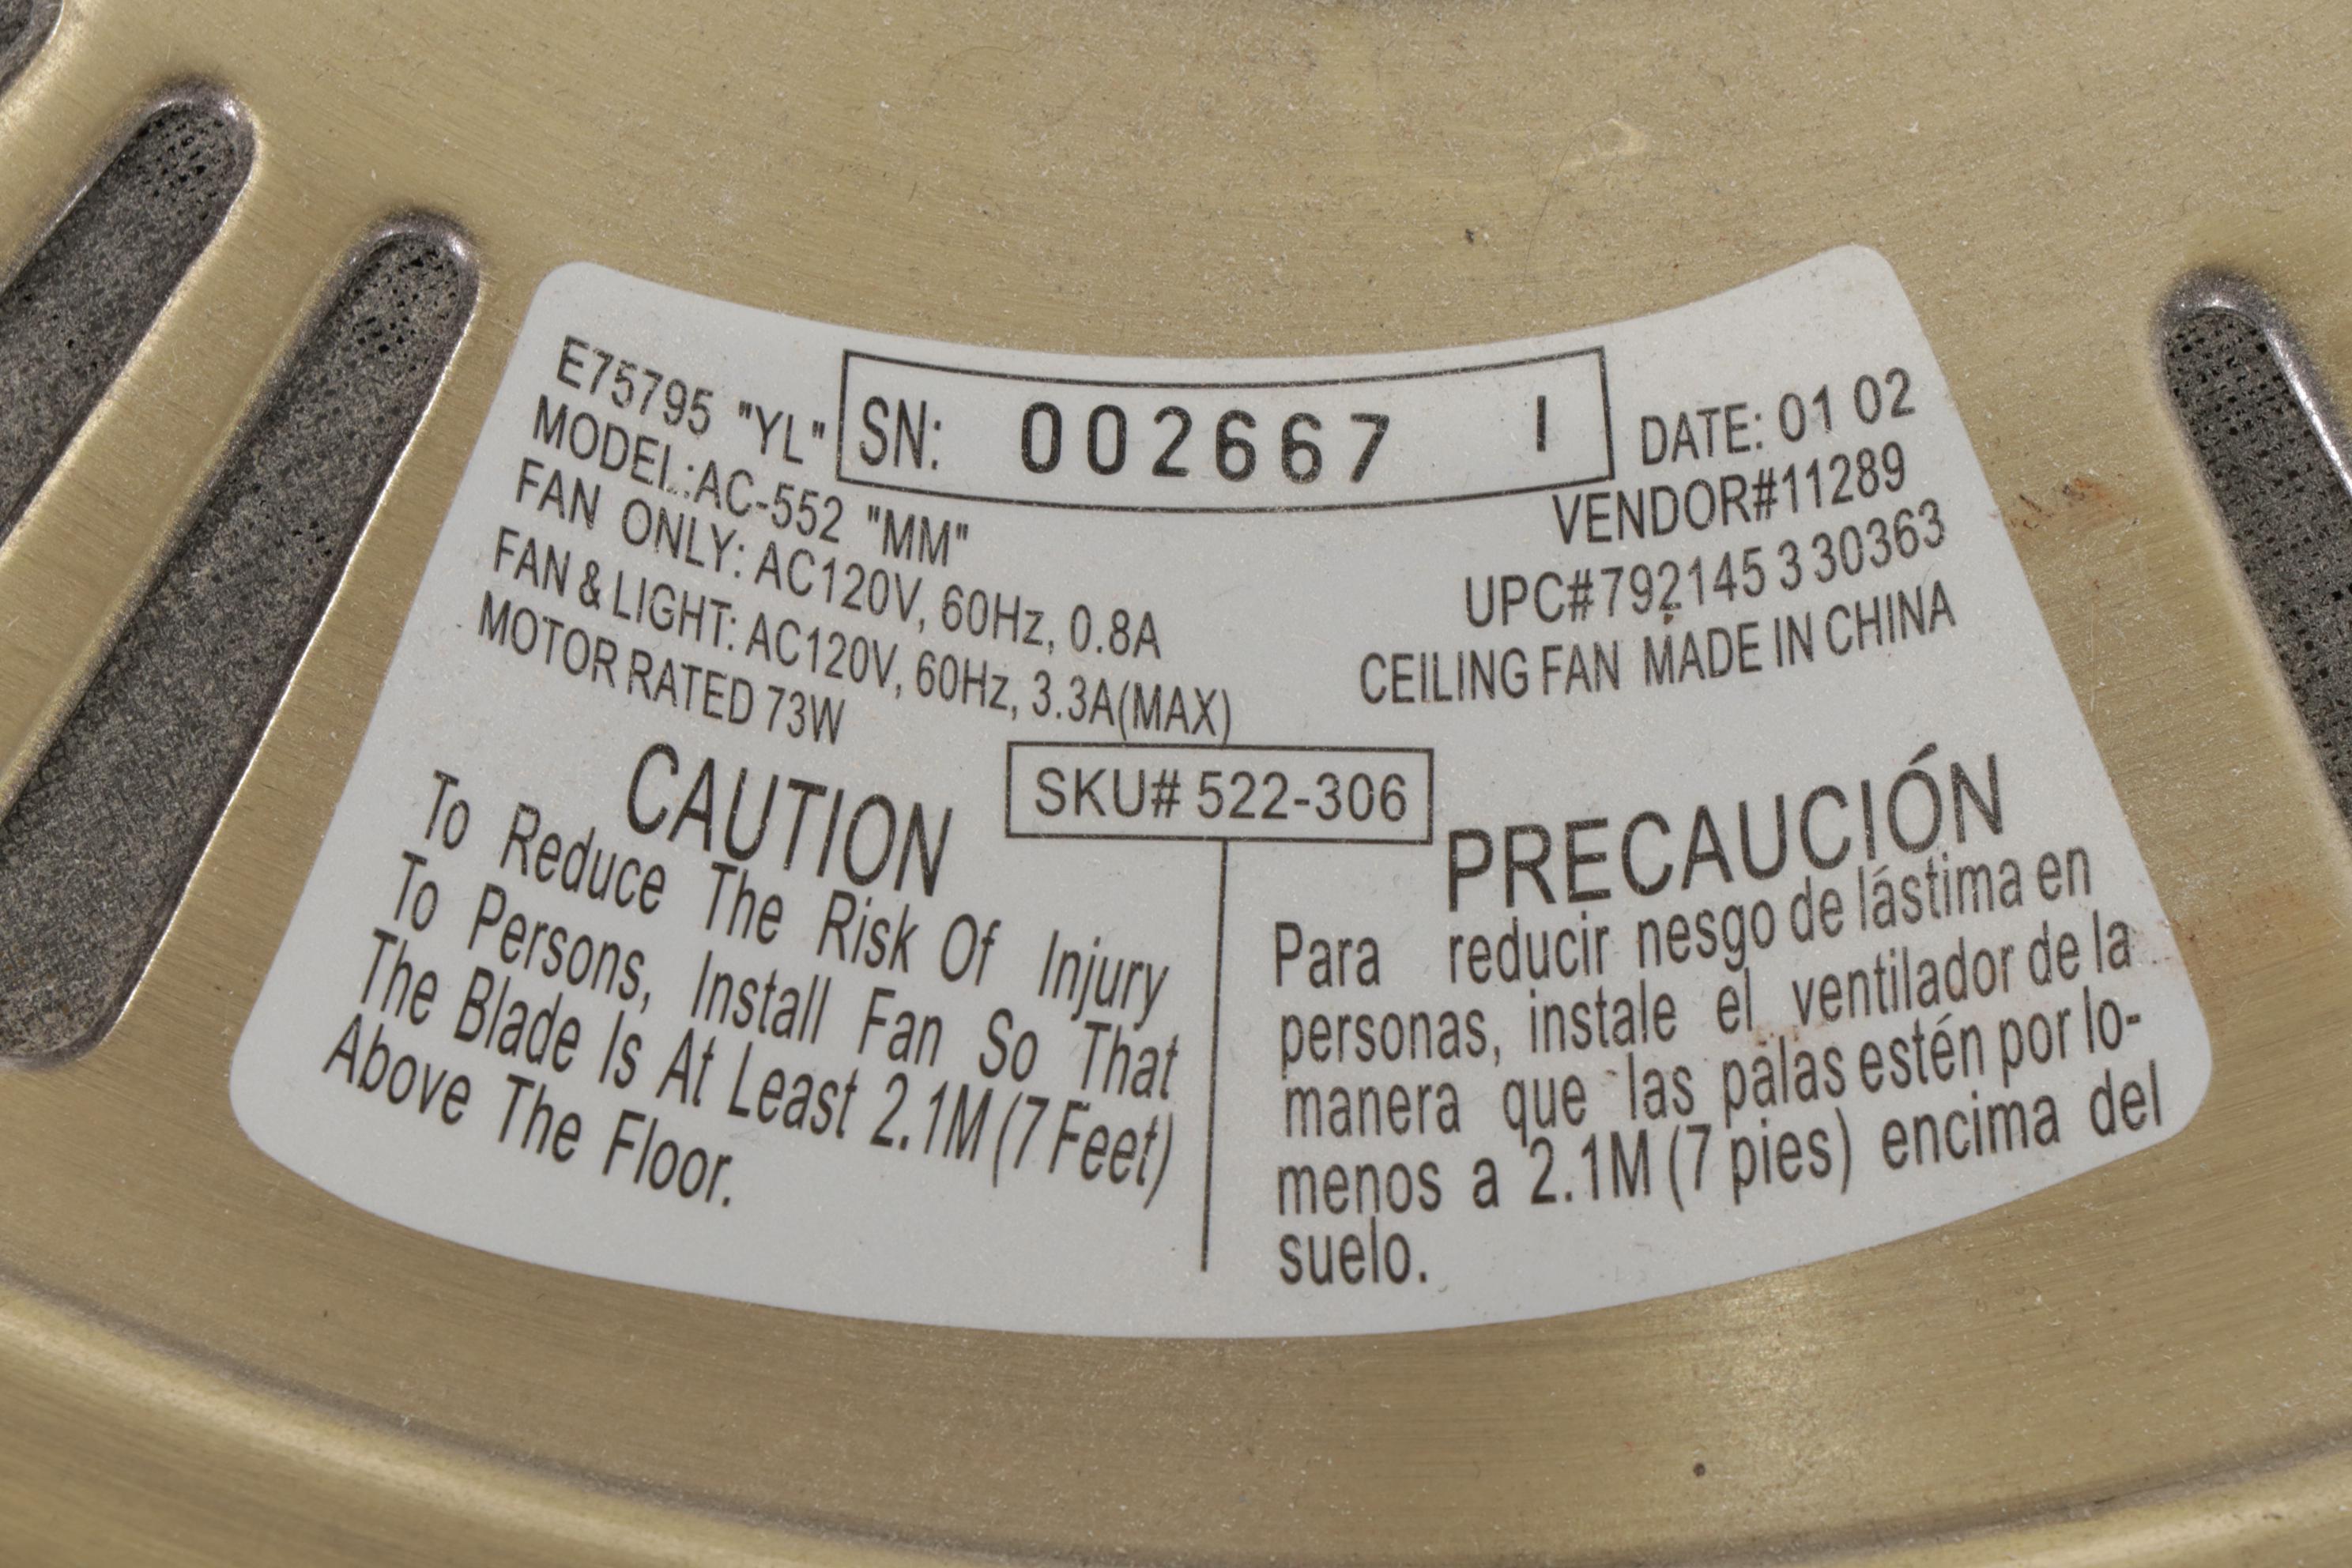 E75795 "YL"
MODEL:AC-552 "MM"
FAN ONLY: AC120V, 60Hz, 0.8A
FAN & LIGHT: AC120V, 60Hz, 3.3A(MAX)
MOTOR RATED 73W
SN: 002667 I
DATE: 01 02
VENDOR#11289
UPC#792145330363
CEILING FAN MADE IN CHINA
SKU# 522-306
CAUTION
To Reduce The Risk Of Injury
To Persons, Install Fan So That
The Blade Is At Least 2.1M (7 Feet)
Above The Floor.
PRECAUCIÓN
Para reducir nesgo de lástima en
personas, instale el ventilador de la
manera que las palas estén por lo-
menos a 2.1M (7 pies) encima del
suelo.